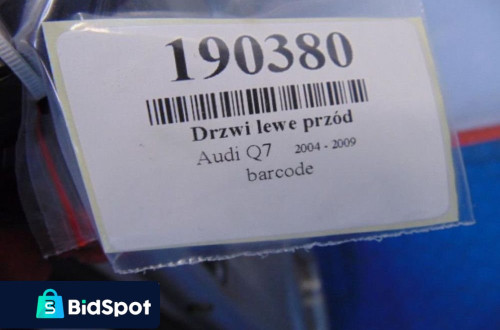 190380
Drzwi lewe przód
Audi Q7 2004 - 2009
barcode
BidSpot